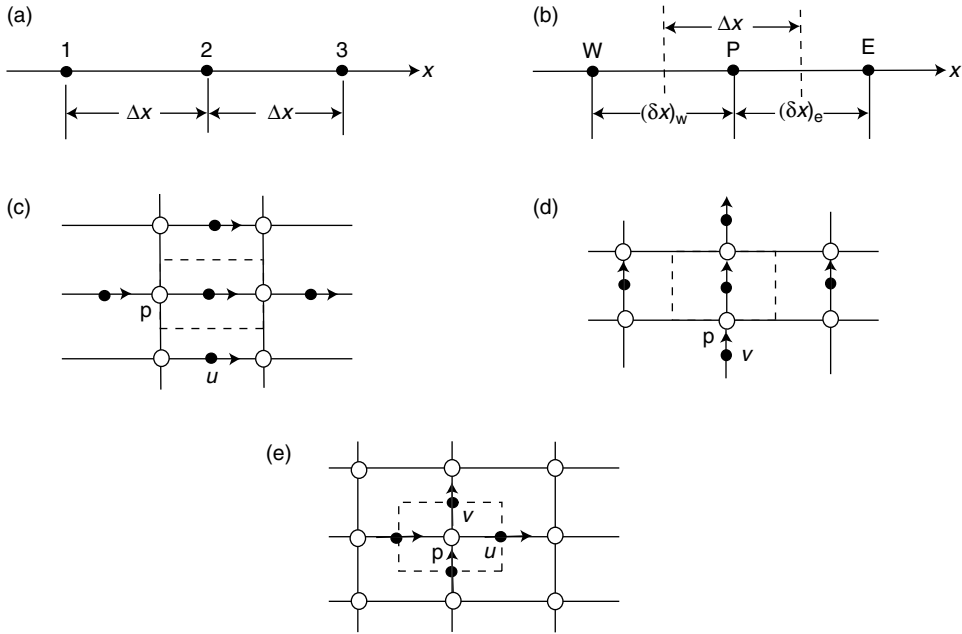 (a)
1 2 3
x
Δx Δx
(b)
Δx
W P E
x
(δx)w (δx)e
(c)
p
u
(d)
p
v
(e)
v
p u